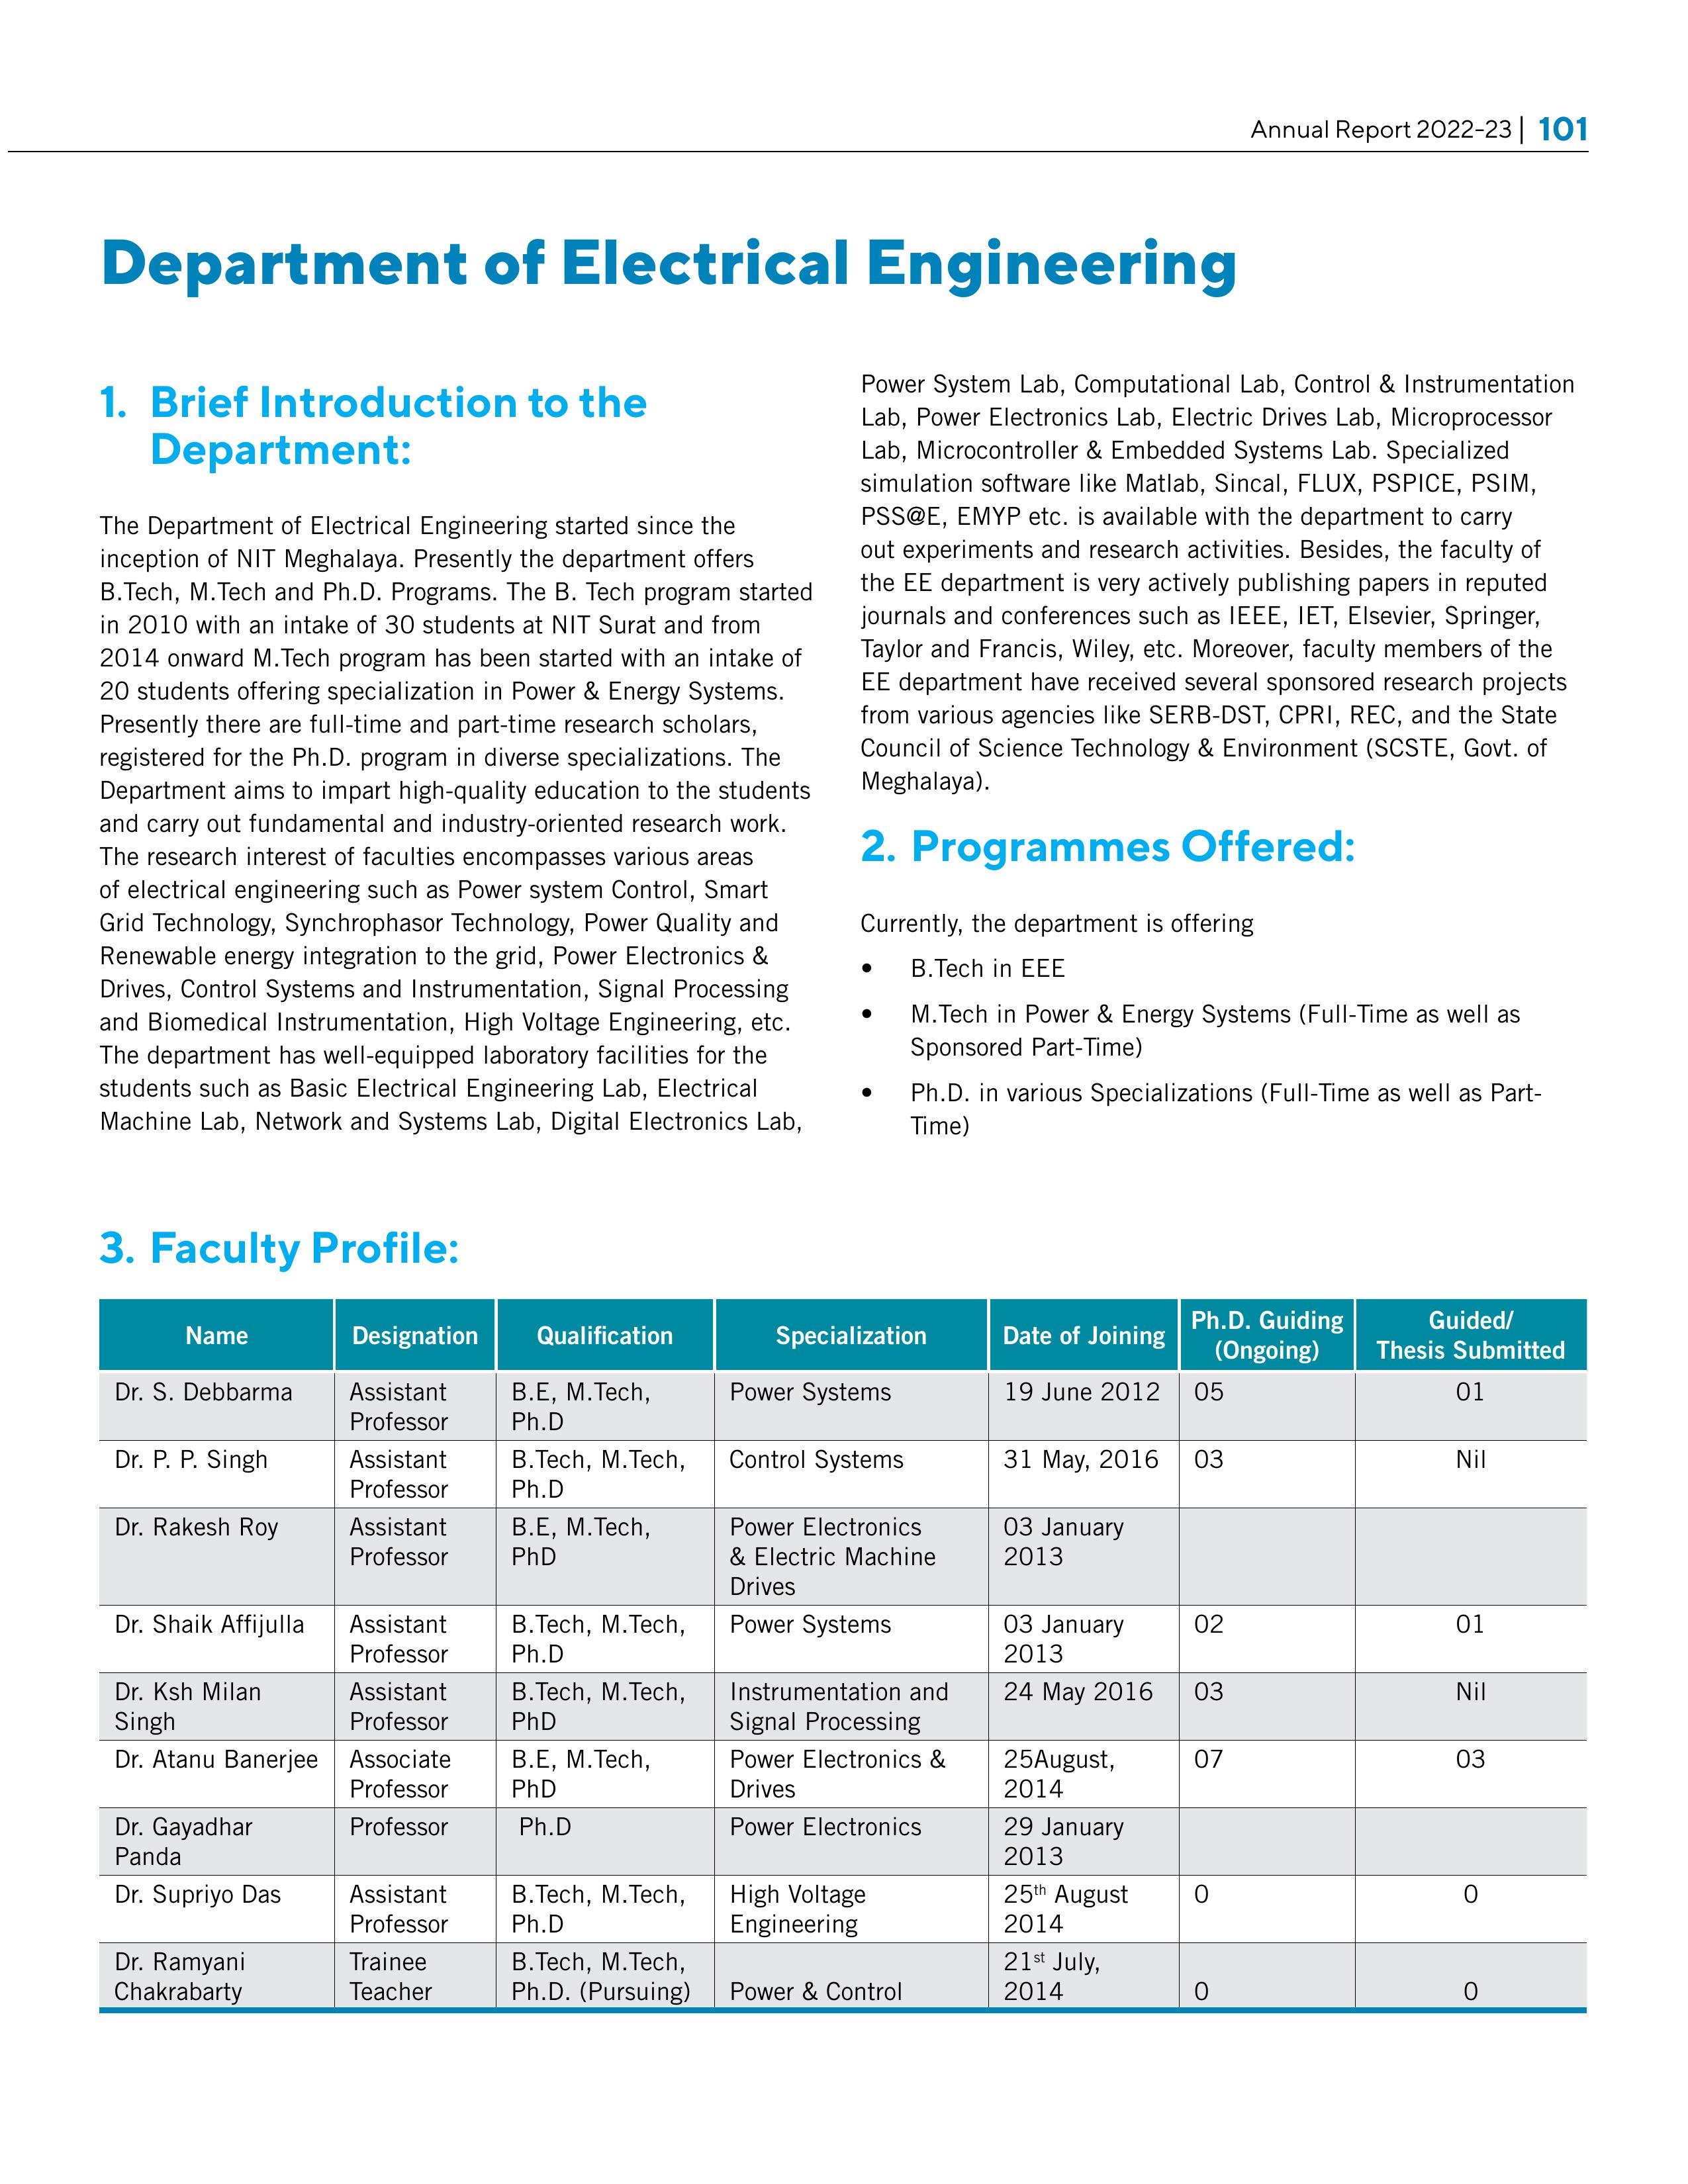 Annual Report 2022-23 | 101
Department of Electrical Engineering
1. Brief Introduction to the
Department:
The Department of Electrical Engineering started since the
inception of NIT Meghalaya. Presently the department offers
B.Tech, M.Tech and Ph.D. Programs. The B. Tech program started
in 2010 with an intake of 30 students at NIT Surat and from
2014 onward M.Tech program has been started with an intake of
20 students offering specialization in Power & Energy Systems.
Presently there are full-time and part-time research scholars,
registered for the Ph.D. program in diverse specializations. The
Department aims to impart high-quality education to the students
and carry out fundamental and industry-oriented research work.
The research interest of faculties encompasses various areas
of electrical engineering such as Power system Control, Smart
Grid Technology, Synchrophasor Technology, Power Quality and
Renewable energy integration to the grid, Power Electronics &
Drives, Control Systems and Instrumentation, Signal Processing
and Biomedical Instrumentation, High Voltage Engineering, etc.
The department has well-equipped laboratory facilities for the
students such as Basic Electrical Engineering Lab, Electrical
Machine Lab, Network and Systems Lab, Digital Electronics Lab,
Power System Lab, Computational Lab, Control & Instrumentation
Lab, Power Electronics Lab, Electric Drives Lab, Microprocessor
Lab, Microcontroller & Embedded Systems Lab. Specialized
simulation software like Matlab, Sincal, FLUX, PSPICE, PSIM,
PSS@E, EMYP etc. is available with the department to carry
out experiments and research activities. Besides, the faculty of
the EE department is very actively publishing papers in reputed
journals and conferences such as IEEE, IET, Elsevier, Springer,
Taylor and Francis, Wiley, etc. Moreover, faculty members of the
EE department have received several sponsored research projects
from various agencies like SERB-DST, CPRI, REC, and the State
Council of Science Technology & Environment (SCSTE, Govt. of
Meghalaya).
2. Programmes Offered:
Currently, the department is offering
• B.Tech in EEE
• M.Tech in Power & Energy Systems (Full-Time as well as
Sponsored Part-Time)
• Ph.D. in various Specializations (Full-Time as well as Part-
Time)
3. Faculty Profile:
Name Designation Qualification Specialization Date of Joining Ph.D. Guiding (Ongoing) Guided/ Thesis Submitted
Dr. S. Debbarma Assistant Professor B.E, M.Tech, Ph.D Power Systems 19 June 2012 05 01
Dr. P. P. Singh Assistant Professor B.Tech, M.Tech, Ph.D Control Systems 31 May, 2016 03 Nil
Dr. Rakesh Roy Assistant Professor B.E, M.Tech, PhD Power Electronics & Electric Machine Drives 03 January 2013
Dr. Shaik Affijulla Assistant Professor B.Tech, M.Tech, Ph.D Power Systems 03 January 2013 02 01
Dr. Ksh Milan Singh Assistant Professor B.Tech, M.Tech, PhD Instrumentation and Signal Processing 24 May 2016 03 Nil
Dr. Atanu Banerjee Associate Professor B.E, M.Tech, PhD Power Electronics & Drives 25August, 2014 07 03
Dr. Gayadhar Panda Professor Ph.D Power Electronics 29 January 2013
Dr. Supriyo Das Assistant Professor B.Tech, M.Tech, Ph.D High Voltage Engineering 25th August 2014 0 0
Dr. Ramyani Chakrabarty Trainee Teacher B.Tech, M.Tech, Ph.D. (Pursuing) Power & Control 21st July, 2014 0 0